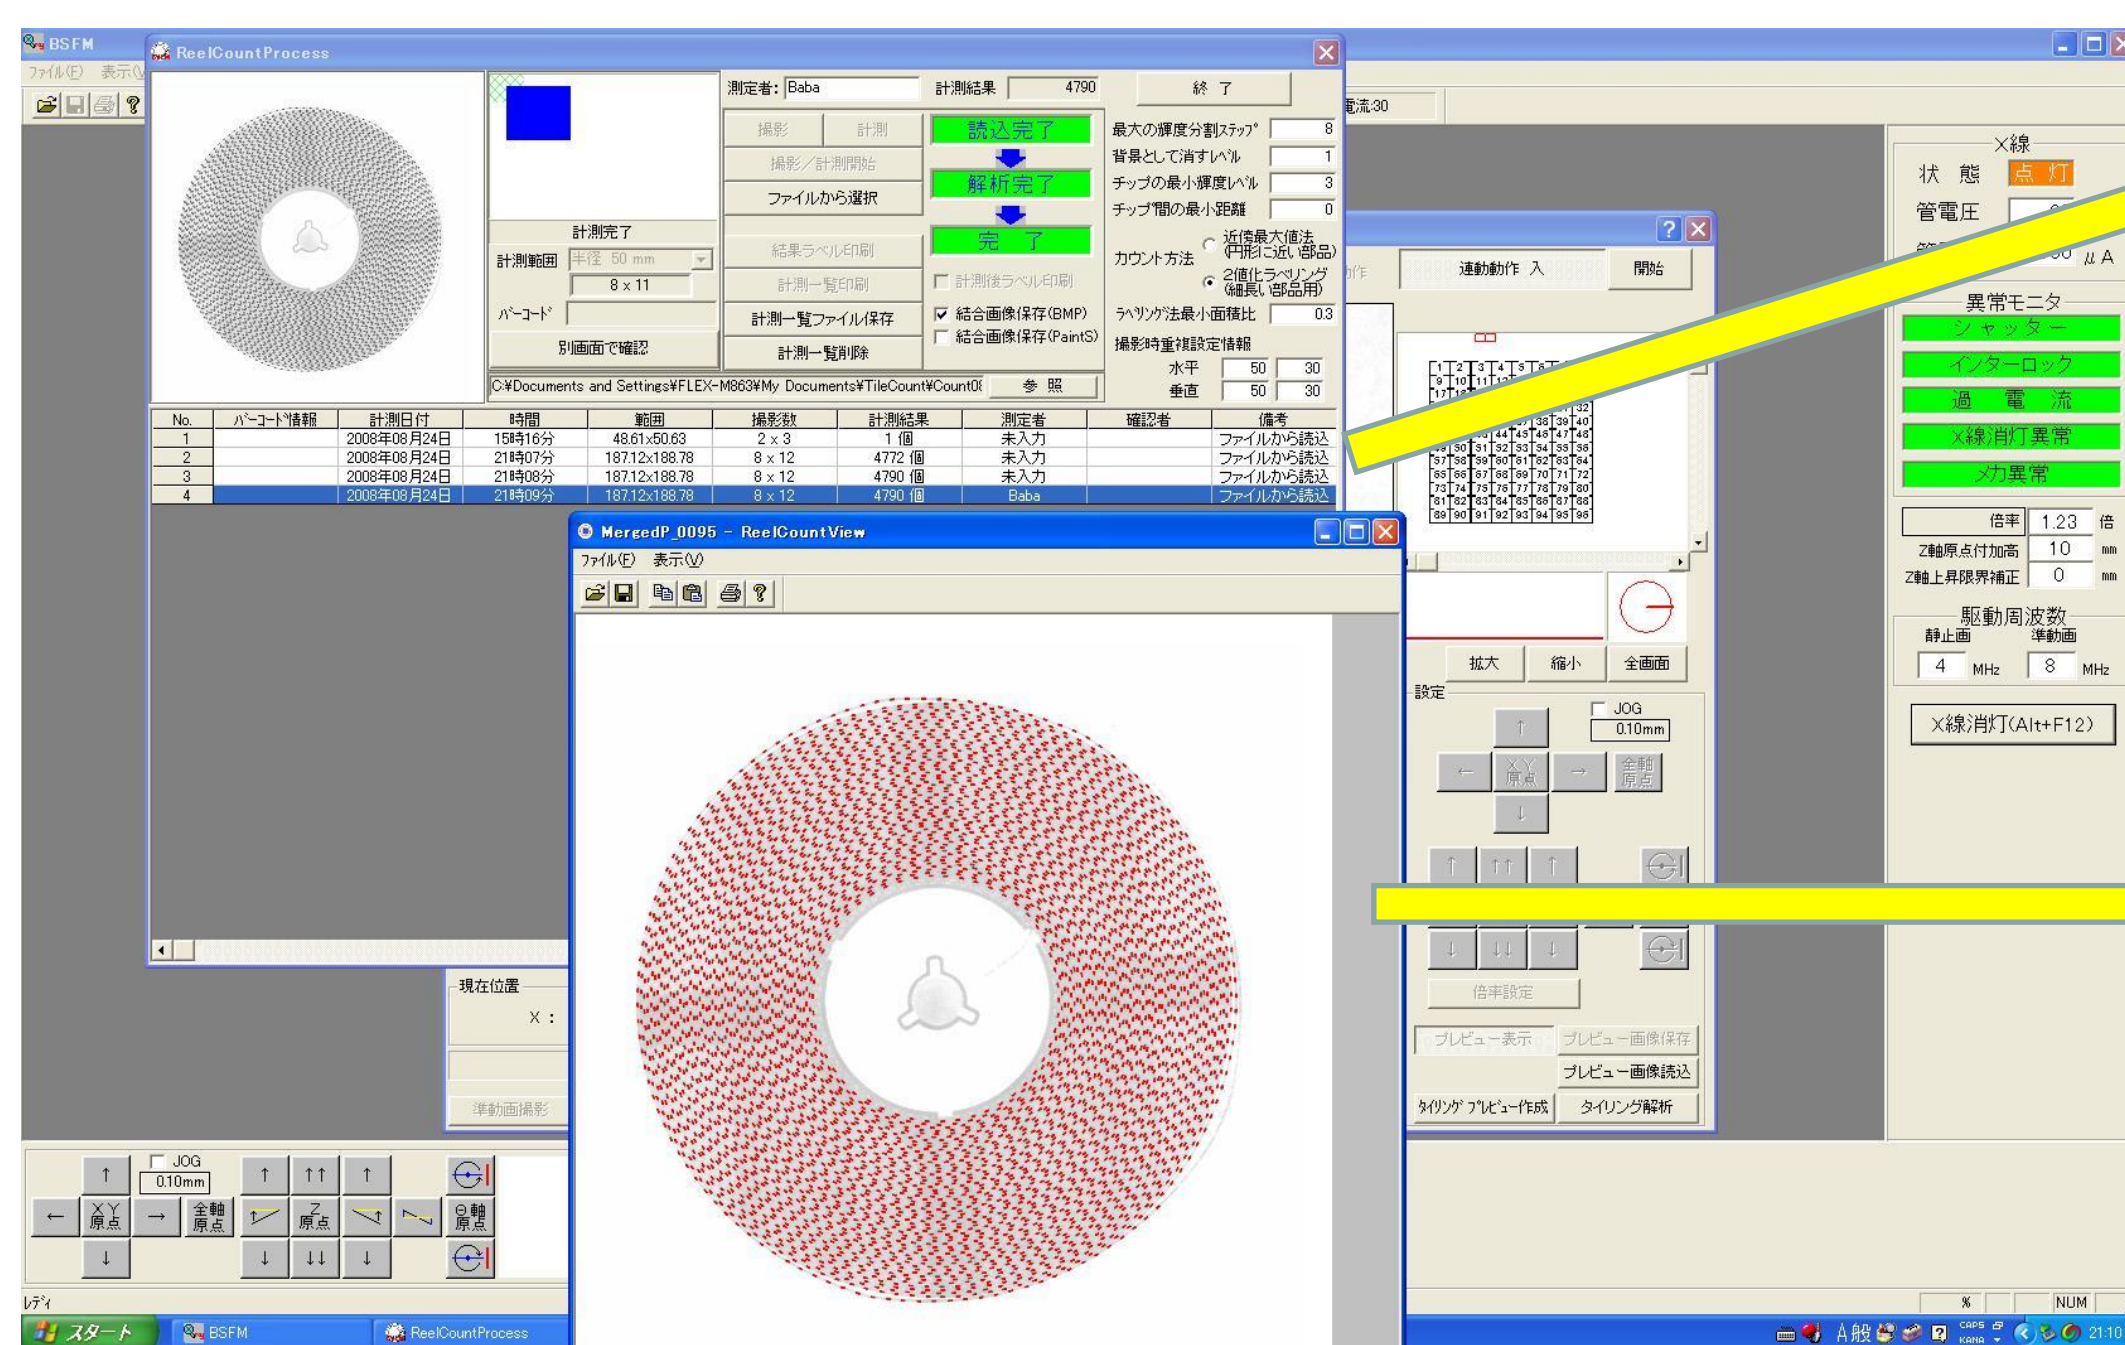 BSFM
ファイル(F) 表示(V
ReelCountProcess
測定者: Baba
計測結果 4790
終 了
電流:30
撮影
計測
撮影／計測開始
ファイルから選択
結果ラベル印刷
計測一覧印刷
計測一覧ファイル保存
計測一覧削除
読込完了
解析完了
完 了
計測後ラベル印刷
結合画像保存(BMP)
結合画像保存(PaintS)
計測完了
計測範囲 半径 50 mm
8 x 11
バーコード
別画面で確認
C:¥Documents and Settings¥FLEX-M863¥My Documents¥TileCount¥Count0
参 照
最大の輝度分割ステップ 8
背景として消すレベル 1
チップの最小輝度レベル 3
チップ間の最小距離 0
カウント方法
近傍最大値法
(円形に近い部品)
2値化ラベリング
(細長い部品用)
ラベリング法最小面積比 0.3
撮影時重複設定情報
水平 50 30
垂直 50 30
No. バーコード情報 計測日付 時間 範囲 撮影数 計測結果 測定者 確認者 備考
1 2008年08月24日 15時16分 48.61x50.63 2 x 3 1 個 未入力 ファイルから読込
2 2008年08月24日 21時07分 187.12x188.78 8 x 12 4772 個 未入力 ファイルから読込
3 2008年08月24日 21時08分 187.12x188.78 8 x 12 4790 個 未入力 ファイルから読込
4 2008年08月24日 21時09分 187.12x188.78 8 x 12 4790 個 Baba ファイルから読込
MergedP_0095 - ReelCountView
ファイル(F) 表示(V)
連動動作 入
開始
拡大
縮小
全画面
設定
JOG
0.10mm
↑
← XY原点 → 全軸原点
↓
↑ ↑↑ ↑
↓ ↓↓ ↓
倍率設定
プレビュー表示
プレビュー画像保存
プレビュー画像読込
タイリングプレビュー作成
タイリング解析
X線
状 態 点 灯
管電圧
μA
異常モニタ
シャッター
インターロック
過 電 流
X線消灯異常
メカ異常
倍率 1.23 倍
Z軸原点付加高 10 mm
Z軸上昇限界補正 0 mm
駆動周波数
静止画 準動画
4 MHz 8 MHz
X線消灯(Alt+F12)
現在位置
X :
準動画撮影
JOG
0.10mm
↑ ↑ ↑↑ ↑
← XY原点 → 全軸原点 Z原点 Θ軸原点
↓ ↓ ↓↓ ↓
レディ
% NUM
スタート
BSFM
ReelCountProcess
A般
CAPS
KANA
21:10